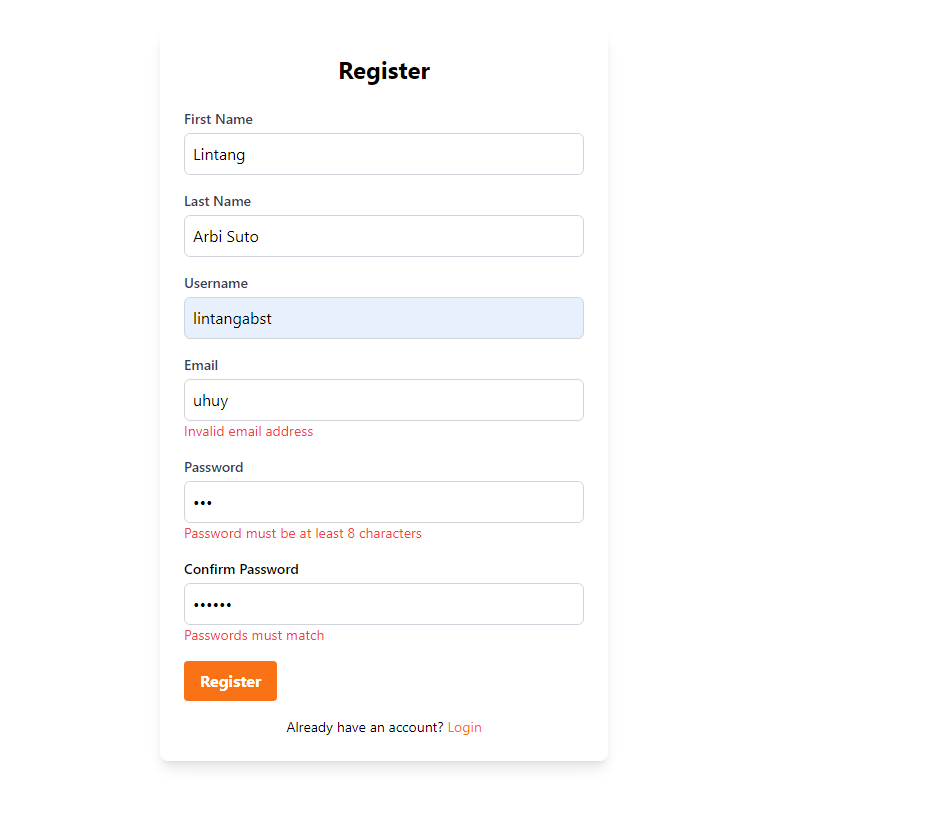 Register
First Name
Lintang
Last Name
Arbi Suto
Username
lintangabst
Email
uhuy
Invalid email address
Password
•••
Password must be at least 8 characters
Confirm Password
••••••
Passwords must match
Register
Already have an account? Login